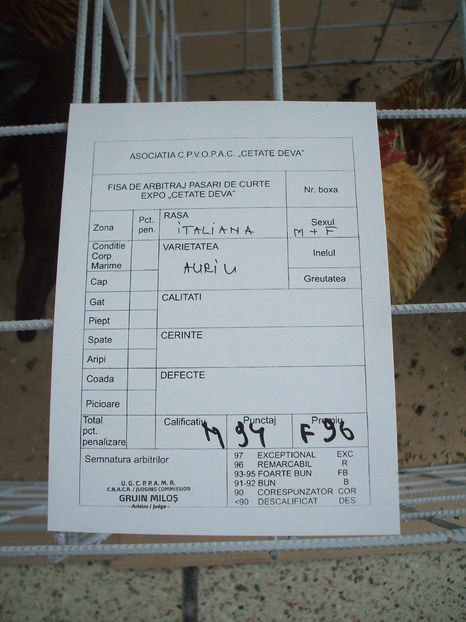 ASOCIATIA C.P.V.O.P.A.C. „CETATE DEVA"
FISA DE ARBITRAJ PASARI DE CURTE
EXPO „CETATE DEVA"
Nr. boxa
Zona
Pct.
pen.
RASA
iTALiANA
Sexul
M+F
Conditie
Corp
Marime
VARIETATEA
AURIU
Inelul
Cap
Greutatea
Gat
CALITATI
Piept
Spate
CERINTE
Aripi
Coada
DEFECTE
Picioare
Total
pct.
penalizare
Calificativ
Punctaj
Premiu
M 94
F 96
Semnatura arbitrilor
U.G.C.P.P.A.M.R.
C.N.A.C.R. / JUDGING COMMISSION
GRUIN MILOȘ
- Arbitru / Judge -
97 EXCEPTIONAL EXC
96 REMARCABIL R
93-95 FOARTE BUN FB
91-92 BUN B
90 CORESPUNZATOR COR
<90 DESCALIFICAT DES